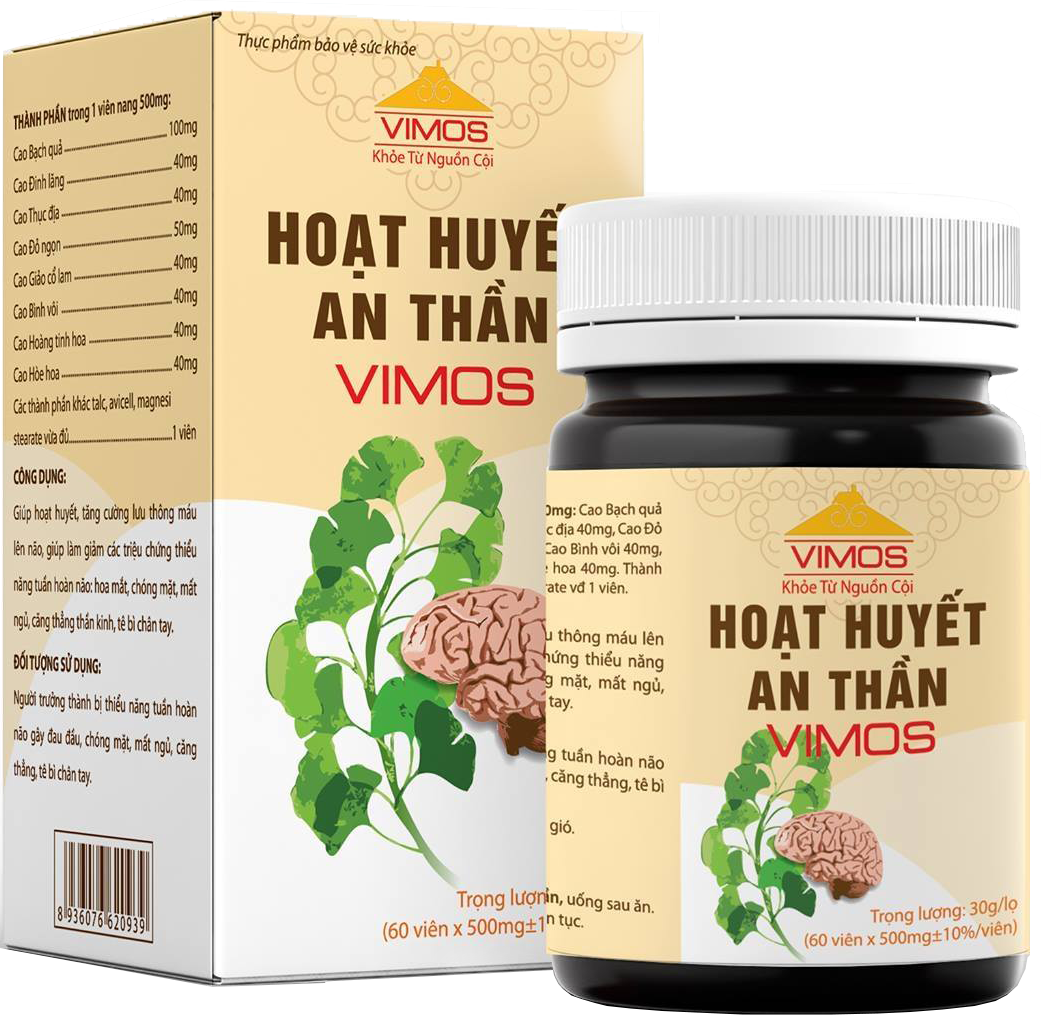 THÀNH PHẦN trong 1 viên nang 500mg:
Cao Bạch quả 100mg
Cao Đinh lăng 40mg
Cao Thục địa 40mg
Cao Đỏ ngọn 50mg
Cao Giảo cổ lam 40mg
Cao Bình vôi 40mg
Cao Hoàng tinh hoa 40mg
Cao Hòe hoa 40mg
Các thành phần khác talc, avicell, magnesi
stearate vừa đủ 1 viên
CÔNG DỤNG:
Giúp hoạt huyết, tăng cường lưu thông máu
lên não, giúp làm giảm các triệu chứng thiểu
năng tuần hoàn não: hoa mắt, chóng mặt, mất
ngủ, căng thẳng thần kinh, tê bì chân tay.
ĐỐI TƯỢNG SỬ DỤNG:
Người trưởng thành bị thiểu năng tuần hoàn
não gây đau đầu, chóng mặt, mất ngủ, căng
thẳng, tê bì chân tay.
8 936076 620939
Thực phẩm bảo vệ sức khỏe
VIMOS
Khỏe Từ Nguồn Cội
HOẠT HUYẾ
AN THẦN
VIMOS
Trọng lượn
(60 viên x 500mg±1
0mg: Cao Bạch quả
c địa 40mg, Cao Đỏ
Cao Bình vôi 40mg,
hoa 40mg. Thành
rate vđ 1 viên.
u thông máu lên
hứng thiểu năng
g mặt, mất ngủ,
tay.
g tuần hoàn não
, căng thẳng, tê bì
gió.
ần, uống sau ăn.
n tục.
VIMOS
Khỏe Từ Nguồn Cội
HOẠT HUYẾT
AN THẦN
VIMOS
Trọng lượng: 30g/lọ
(60 viên x 500mg±10%/viên)